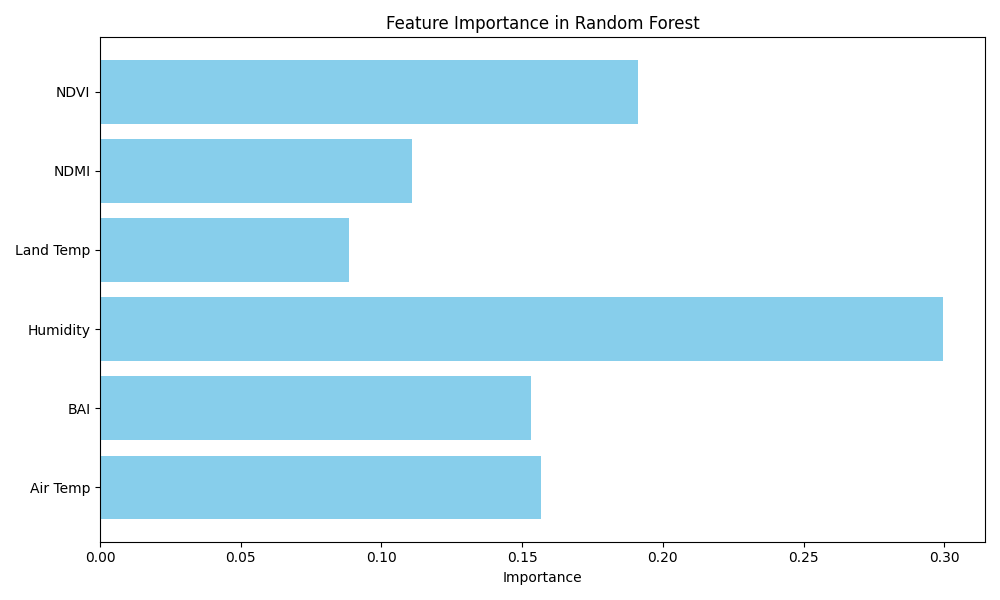 Feature Importance in Random Forest
NDVI
NDMI
Land Temp
Humidity
BAI
Air Temp
0.00 0.05 0.10 0.15 0.20 0.25 0.30
Importance